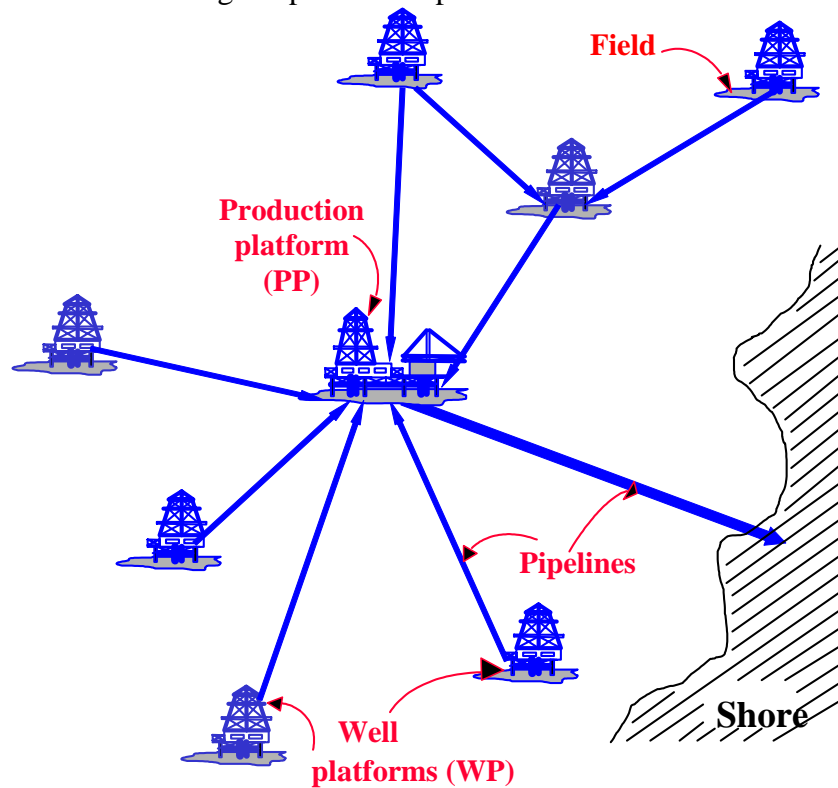 Field
Production
platform
(PP)
Pipelines
Shore
Well
platforms (WP)